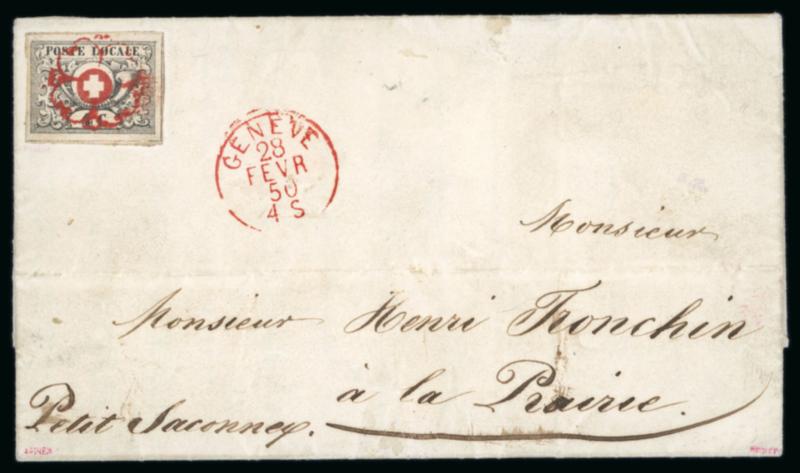 POSTE LOCALE
GENEVE
28
FEVR
50
4 S
Monsieur
Monsieur Henri Tronchin
à la Prairie.
Petit Saconnex.